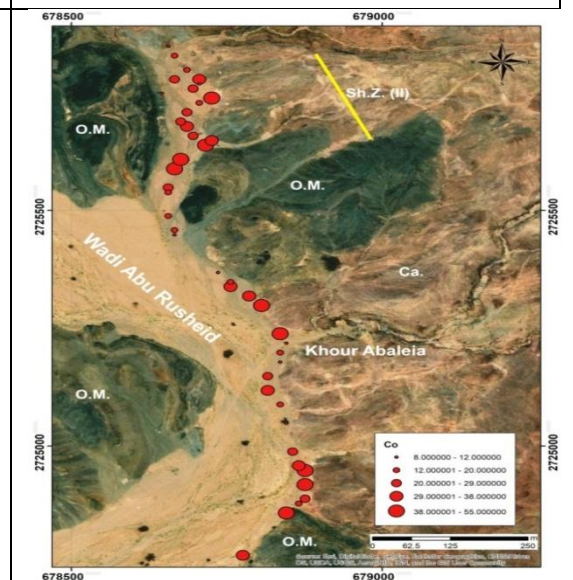 678500 679000
Sh.Z. (II)
O.M.
O.M.
2725500 2725500
Wadi Abu Rusheid
Ca.
Khour Abaleia
O.M.
Co
8.000000 - 12.000000
12.000001 - 20.000000
20.000001 - 29.000000
29.000001 - 38.000000
38.000001 - 55.000000
2725000 2725000
O.M.
m
0 62.5 125 250
678500 679000